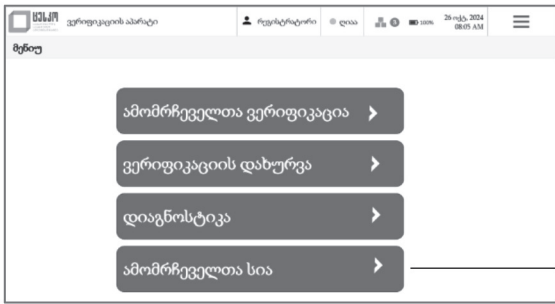 ცესკო ვერიფიკაციის აპარატი რეგისტრატორი ღიაა 100% 26 ოქტ, 2024
08:05 AM
მენიუ
ამომრჩეველთა ვერიფიკაცია
ვერიფიკაციის დახურვა
დიაგნოსტიკა
ამომრჩეველთა სია